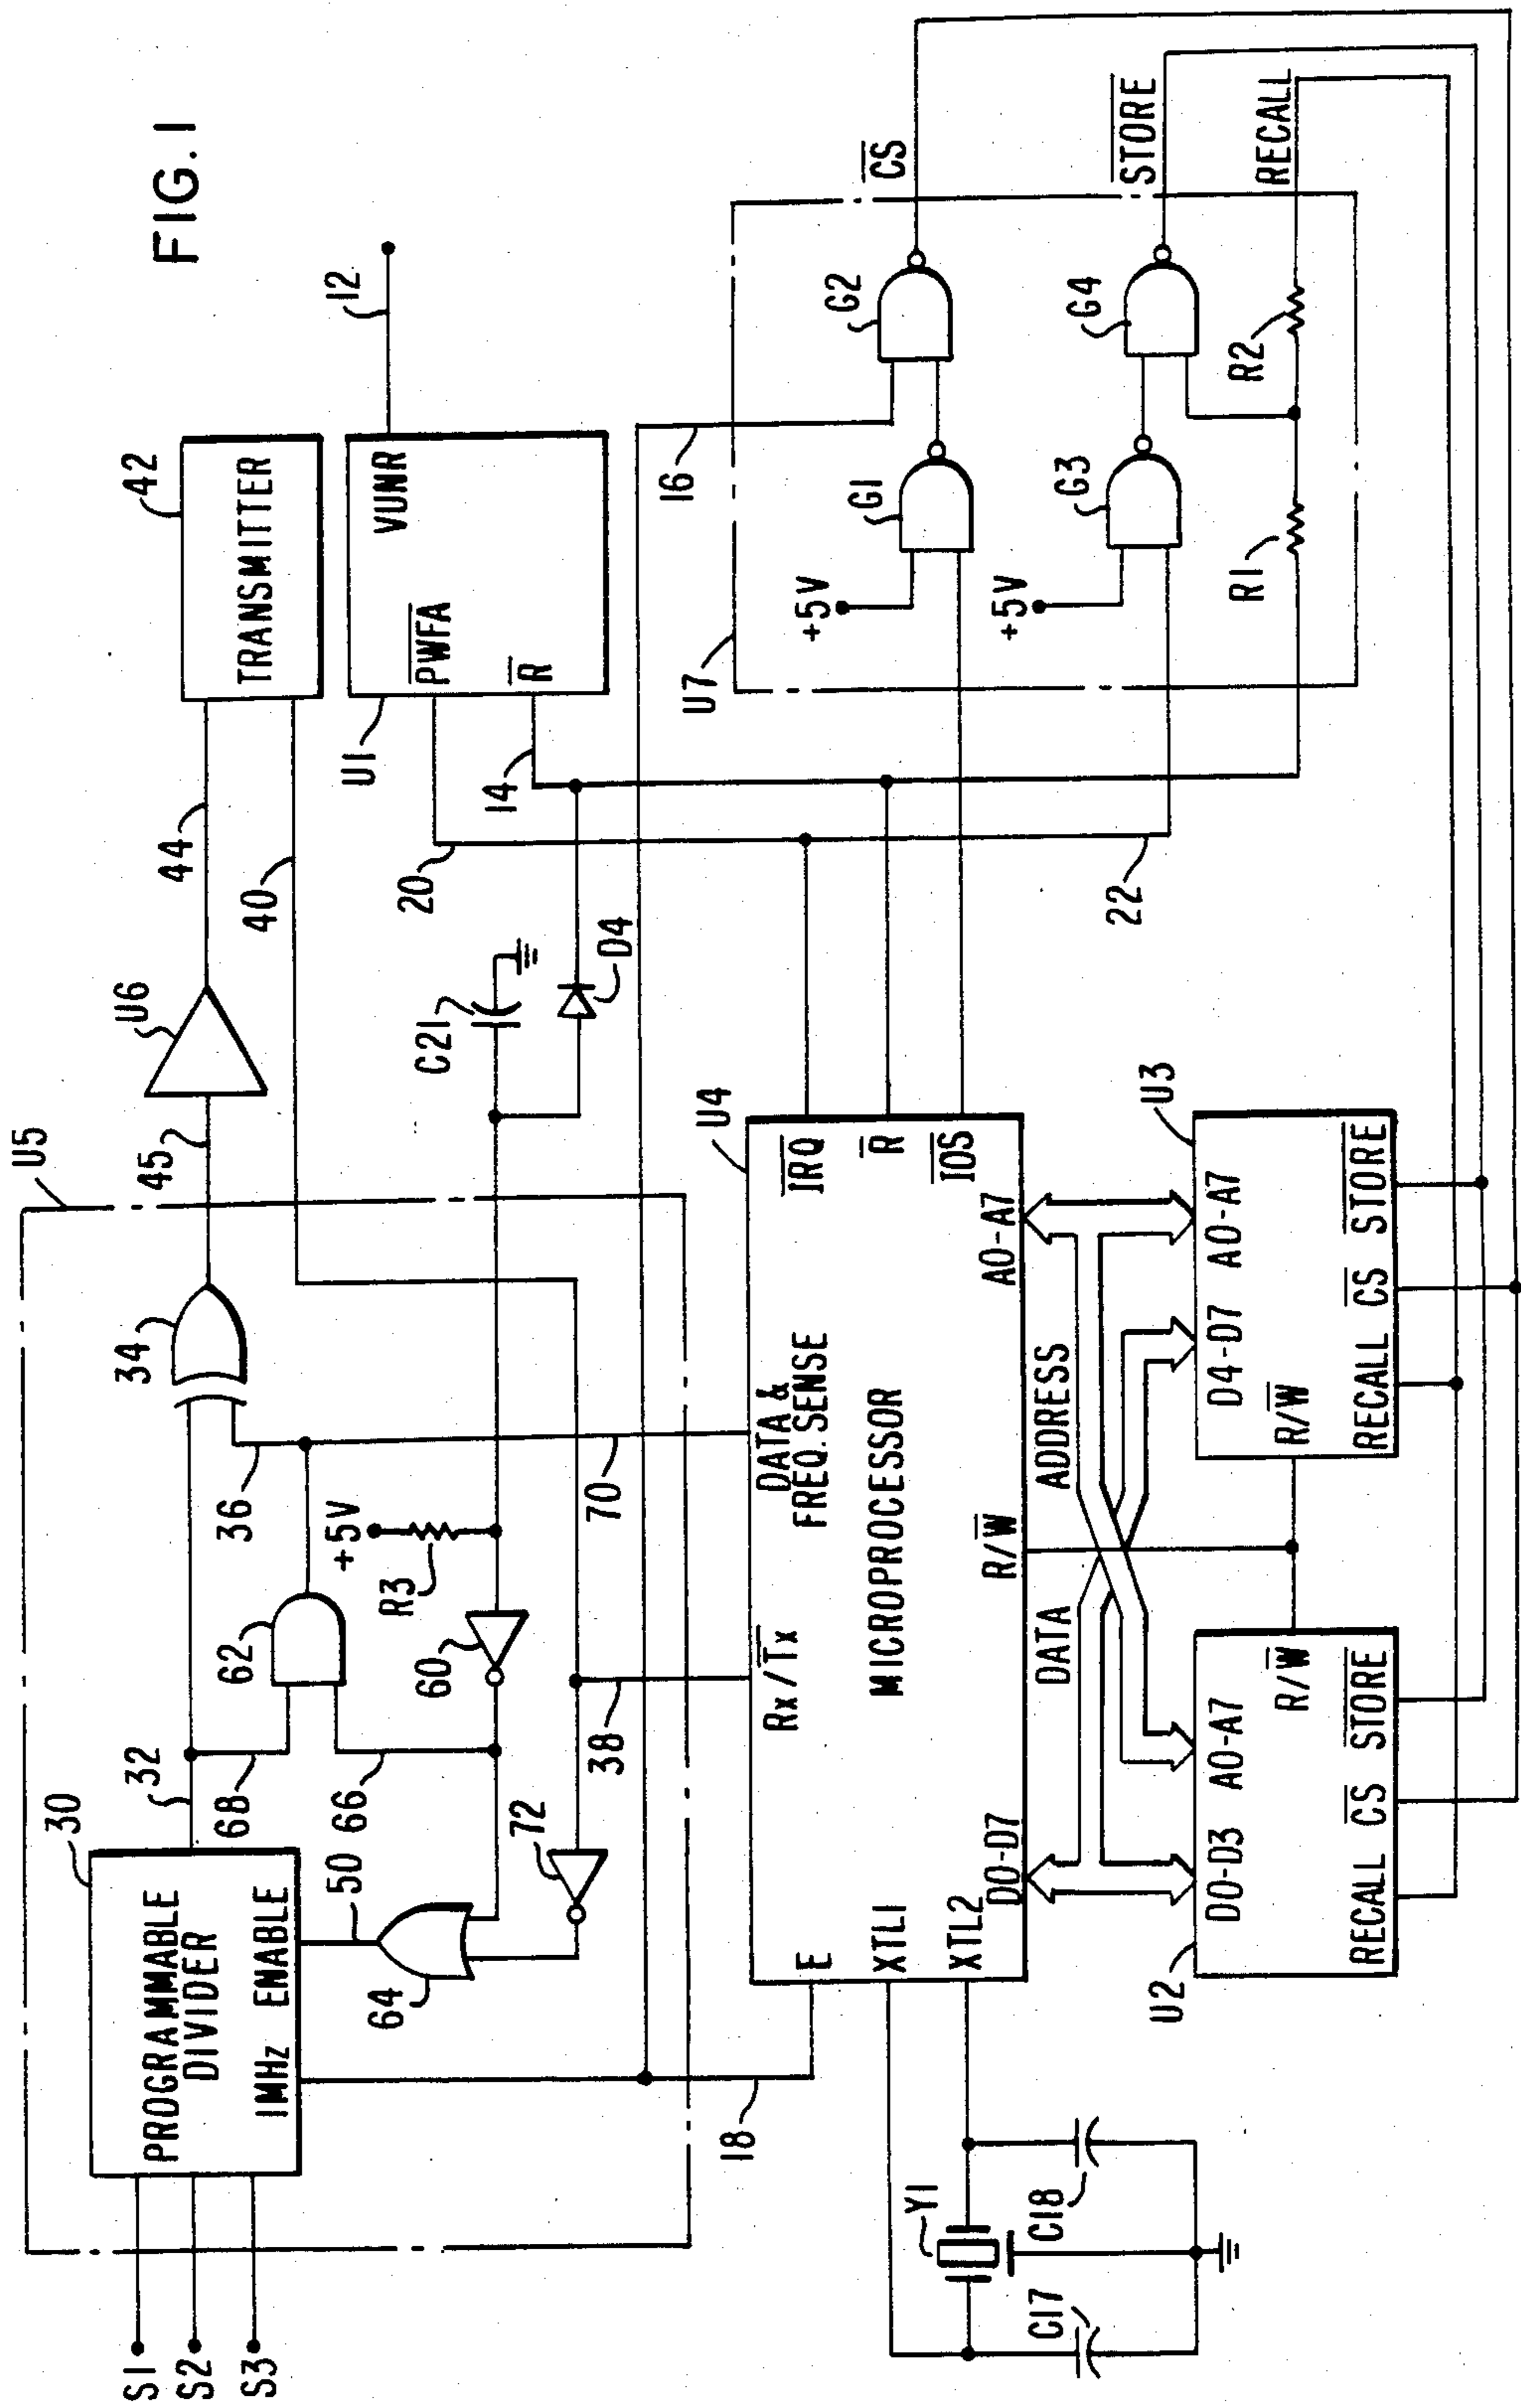 FIG. 1
U5
S1
S2
S3
30
PROGRAMMABLE
DIVIDER
1MHz ENABLE
32
68
62
66
50
64
36
34
45
U6
44
42
TRANSMITTER
40
+5V
R3
60
72
38
70
C21
D4
20
14
U1
PWFA
R
VUNR
12
18
16
U7
+5V
+5V
G1
G2
G3
G4
R1
R2
CS
STORE
RECALL
22
U4
E
XTL1
XTL2
Rx/Tx
DATA &
FREQ. SENSE
MICROPROCESSOR
IRQ
R
IOS
D0-D7
R/W
A0-A7
Y1
C17
C18
DATA
ADDRESS
U2
D0-D3
A0-A7
R/W
RECALL CS STORE
U3
D4-D7
A0-A7
R/W
RECALL CS STORE